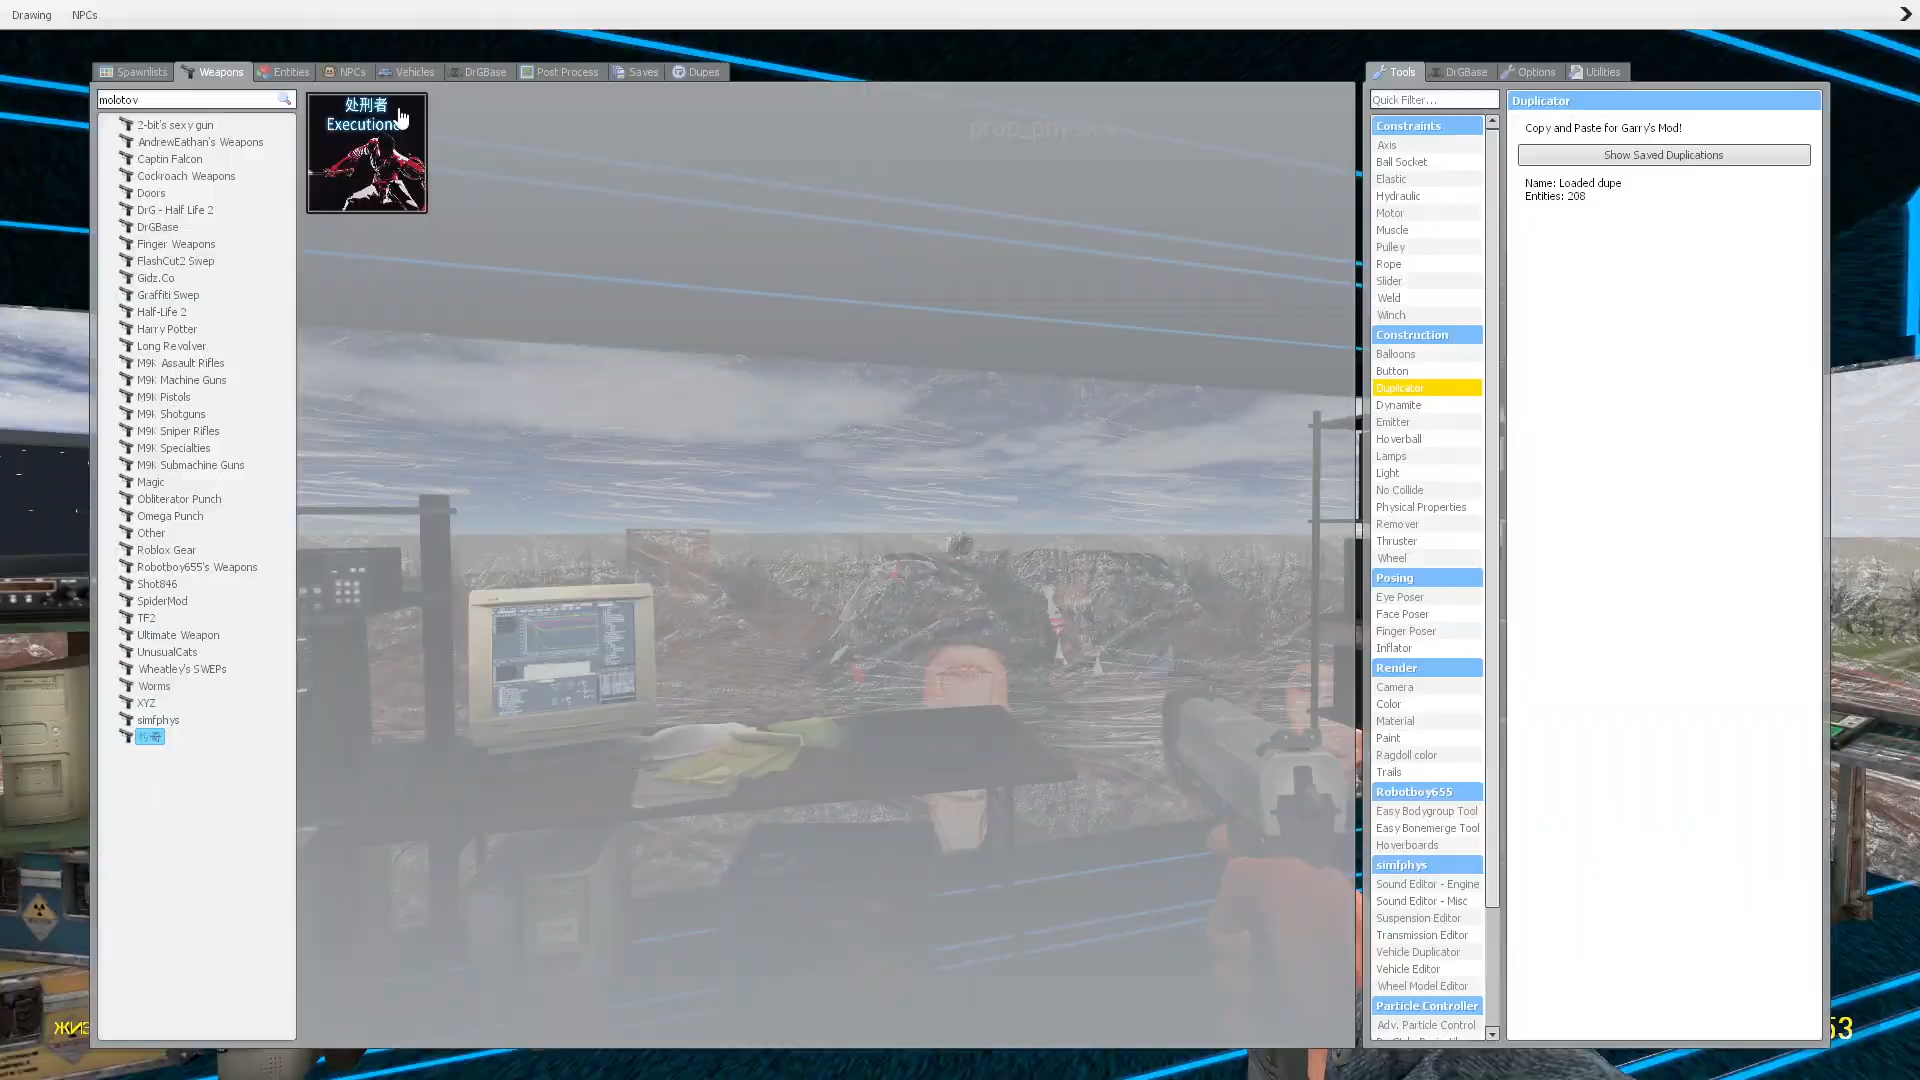 Drawing NPCs
Spawnlists Weapons Entities NPCs Vehicles DrGBase Post Process Saves Dupes
molotov
2-bit's sexy gun
AndrewEathan's Weapons
Captin Falcon
Cockroach Weapons
Doors
DrG - Half Life 2
DrGBase
Finger Weapons
FlashCut2 Swep
Gidz.Co
Graffiti Swep
Half-Life 2
Harry Potter
Long Revolver
M9K Assault Rifles
M9K Machine Guns
M9K Pistols
M9K Shotguns
M9K Sniper Rifles
M9K Specialties
M9K Submachine Guns
Magic
Obliterator Punch
Omega Punch
Other
Roblox Gear
Robotboy655's Weapons
Shot846
SpiderMod
TF2
Ultimate Weapon
UnusualCats
Wheatley's SWEPs
Worms
XYZ
simfphys
传奇
处刑者
Executione
prop_physics
Tools DrGBase Options Utilities
Quick Filter...
Constraints
Axis
Ball Socket
Elastic
Hydraulic
Motor
Muscle
Pulley
Rope
Slider
Weld
Winch
Construction
Balloons
Button
Duplicator
Dynamite
Emitter
Hoverball
Lamps
Light
No Collide
Physical Properties
Remover
Thruster
Wheel
Posing
Eye Poser
Face Poser
Finger Poser
Inflator
Render
Camera
Color
Material
Paint
Ragdoll color
Trails
Robotboy655
Easy Bodygroup Tool
Easy Bonemerge Tool
Hoverboards
simfphys
Sound Editor - Engine
Sound Editor - Misc
Suspension Editor
Transmission Editor
Vehicle Duplicator
Vehicle Editor
Wheel Model Editor
Particle Controller
Adv. Particle Control
Duplicator
Copy and Paste for Garry's Mod!
Show Saved Duplications
Name: Loaded dupe
Entities: 208
ЖИЗ
53